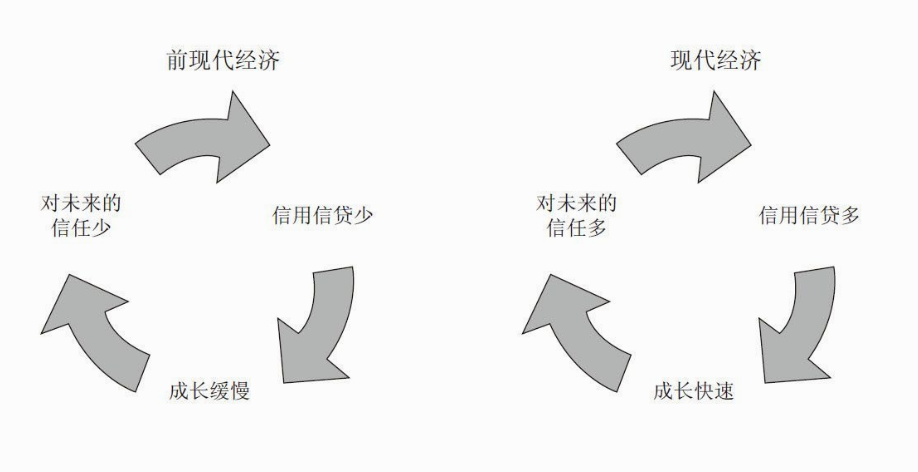 前现代经济
对未来的
信任少
信用信贷少
成长缓慢
现代经济
对未来的
信任多
信用信贷多
成长快速